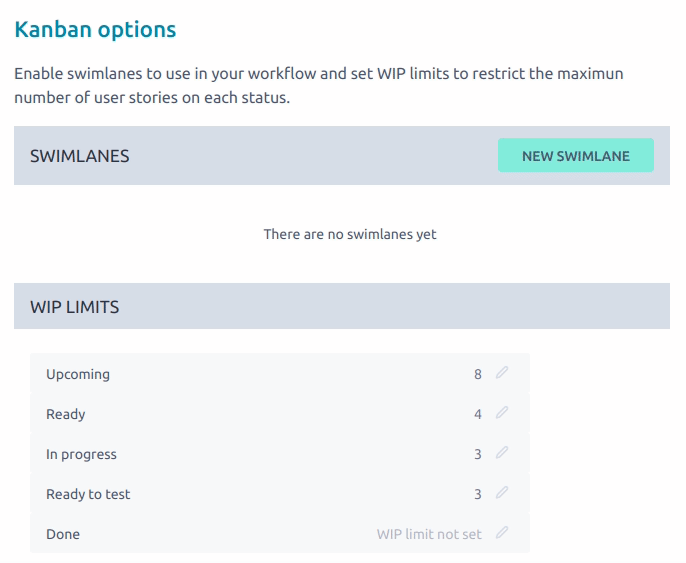 Kanban options
Enable swimlanes to use in your workflow and set WIP limits to restrict the maximun
number of user stories on each status.
SWIMLANES NEW SWIMLANE
There are no swimlanes yet
WIP LIMITS
Upcoming 8
Ready 4
In progress 3
Ready to test 3
Done WIP limit not set